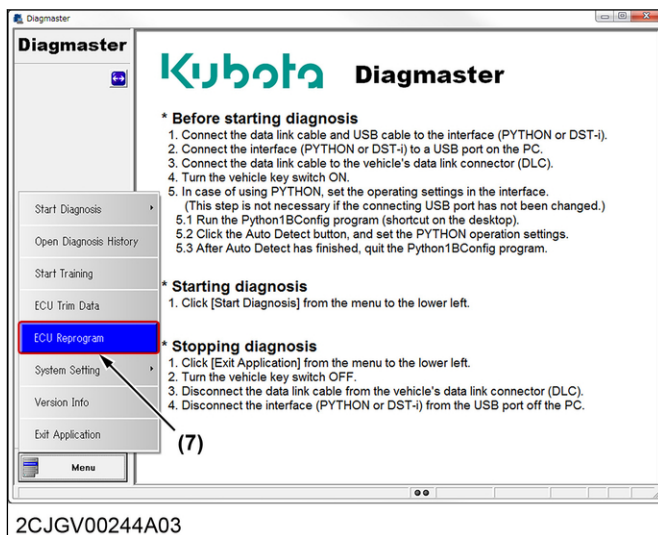 Diagmaster
Diagmaster
Kubota Diagmaster
* Before starting diagnosis
1. Connect the data link cable and USB cable to the interface (PYTHON or DST-i).
2. Connect the interface (PYTHON or DST-i) to a USB port on the PC.
3. Connect the data link cable to the vehicle's data link connector (DLC).
4. Turn the vehicle key switch ON.
5. In case of using PYTHON, set the operating settings in the interface.
(This step is not necessary if the connecting USB port has not been changed.)
5.1 Run the Python1BConfig program (shortcut on the desktop).
5.2 Click the Auto Detect button, and set the PYTHON operation settings.
5.3 After Auto Detect has finished, quit the Python1BConfig program.
* Starting diagnosis
1. Click [Start Diagnosis] from the menu to the lower left.
* Stopping diagnosis
1. Click [Exit Application] from the menu to the lower left.
2. Turn the vehicle key switch OFF.
3. Disconnect the data link cable from the vehicle's data link connector (DLC).
4. Disconnect the interface (PYTHON or DST-i) from the USB port off the PC.
Start Diagnosis
Open Diagnosis History
Start Training
ECU Trim Data
ECU Reprogram
System Setting
Version Info
Exit Application
Menu
(7)
2CJGV00244A03